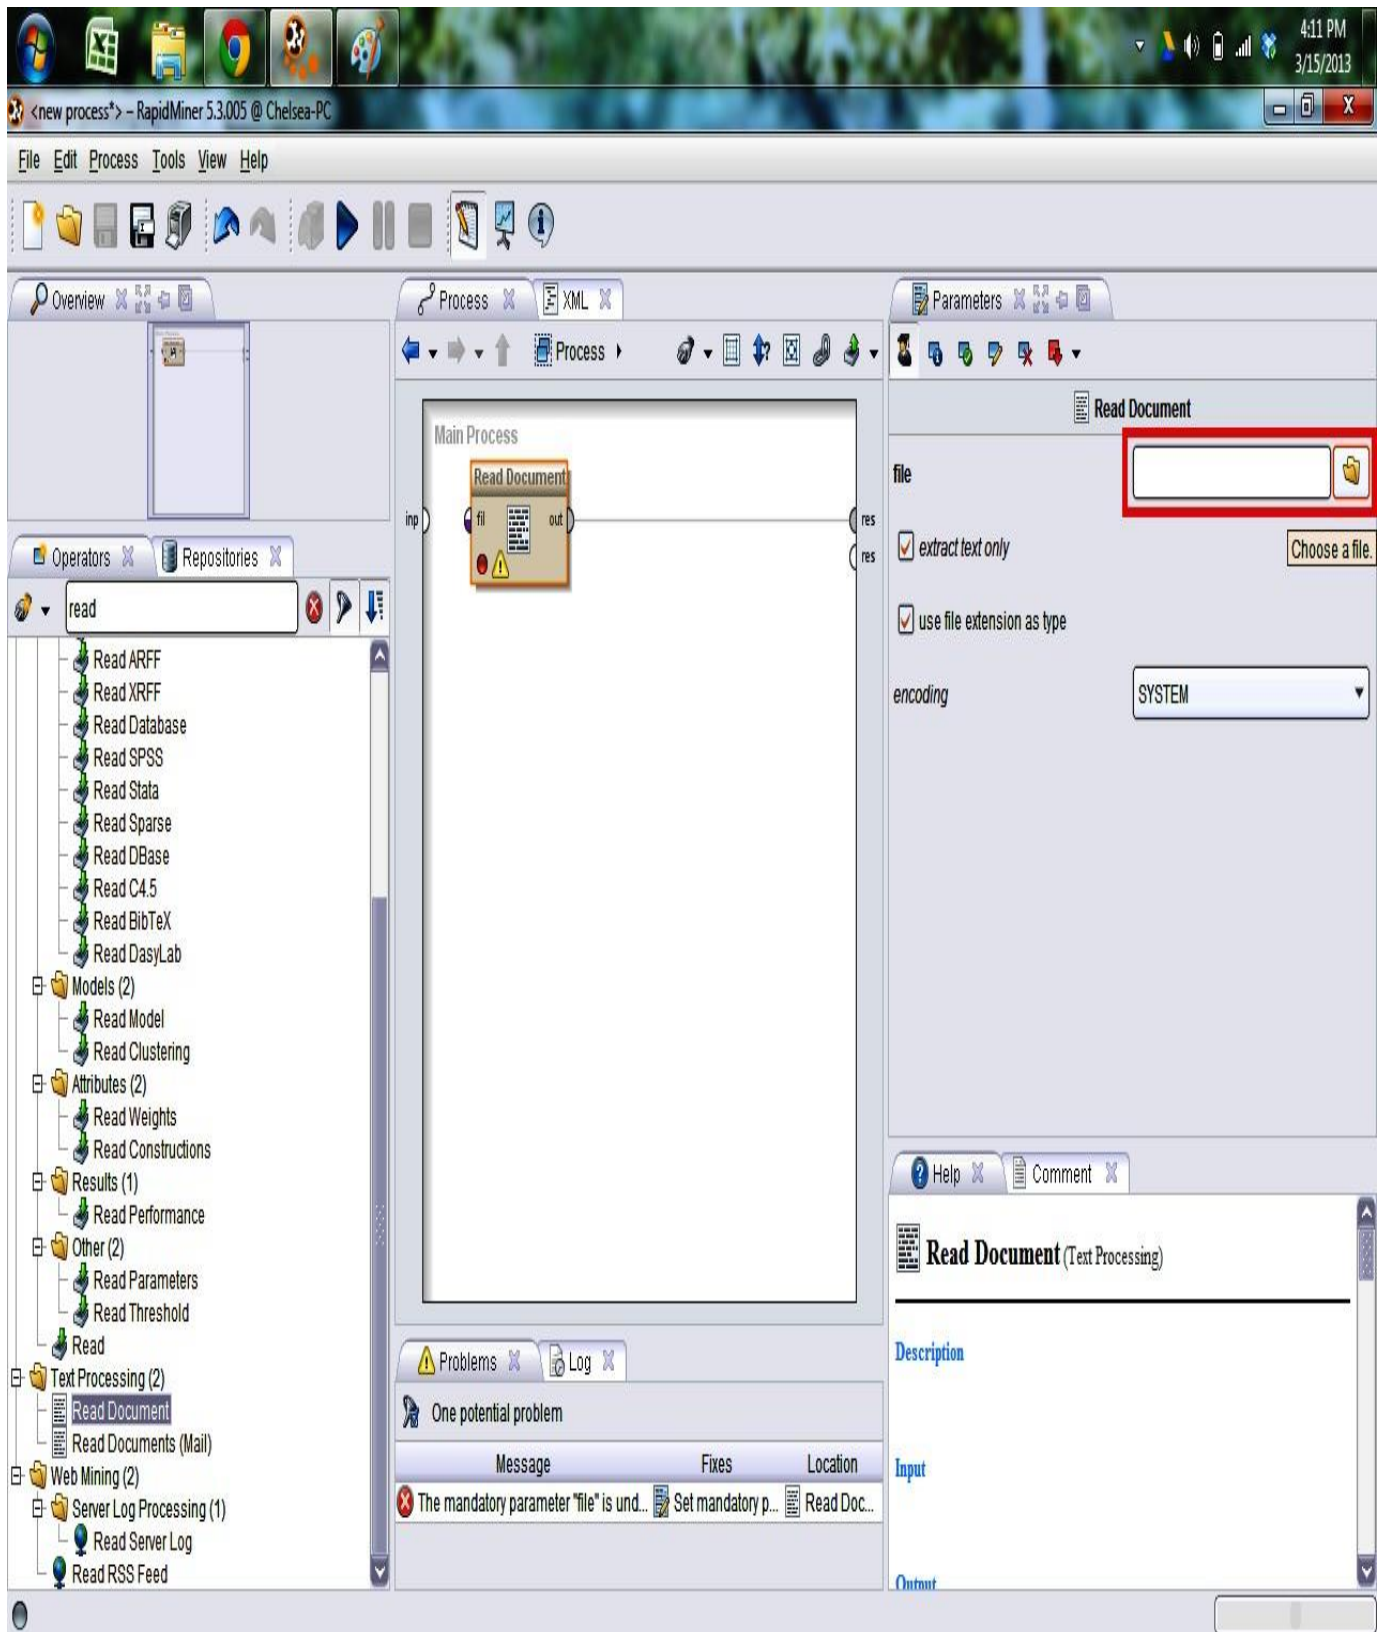 4:11 PM
3/15/2013
<new process*> – RapidMiner 5.3.005 @ Chelsea-PC
File Edit Process Tools View Help
Overview
Process XML
Parameters
Process
Read Document
Main Process
Read Document
file
inp fil out res
res
extract text only
Choose a file.
use file extension as type
encoding SYSTEM
Operators Repositories
read
Read ARFF
Read XRFF
Read Database
Read SPSS
Read Stata
Read Sparse
Read DBase
Read C4.5
Read BibTeX
Read DasyLab
Models (2)
Read Model
Read Clustering
Attributes (2)
Read Weights
Read Constructions
Results (1)
Read Performance
Other (2)
Read Parameters
Read Threshold
Read
Text Processing (2)
Read Document
Read Documents (Mail)
Web Mining (2)
Server Log Processing (1)
Read Server Log
Read RSS Feed
Problems Log
One potential problem
Message Fixes Location
The mandatory parameter "file" is und... Set mandatory p... Read Doc...
Help Comment
Read Document (Text Processing)
Description
Input
Output